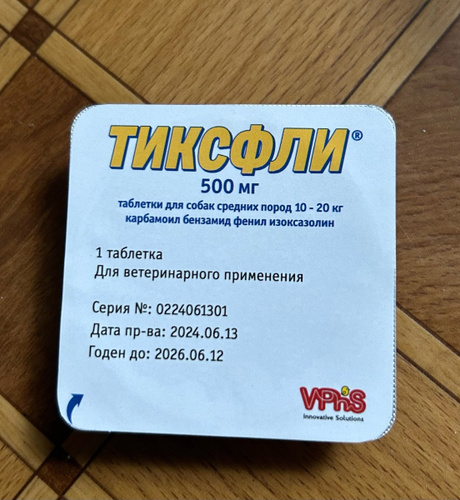 ТИКСФЛИ®
500 мг
таблетки для собак средних пород 10 - 20 кг
карбамоил бензамид фенил изоксазолин
1 таблетка
Для ветеринарного применения
Серия №: 0224061301
Дата пр-ва: 2024.06.13
Годен до: 2026.06.12
VPhS
Innovative Solutions